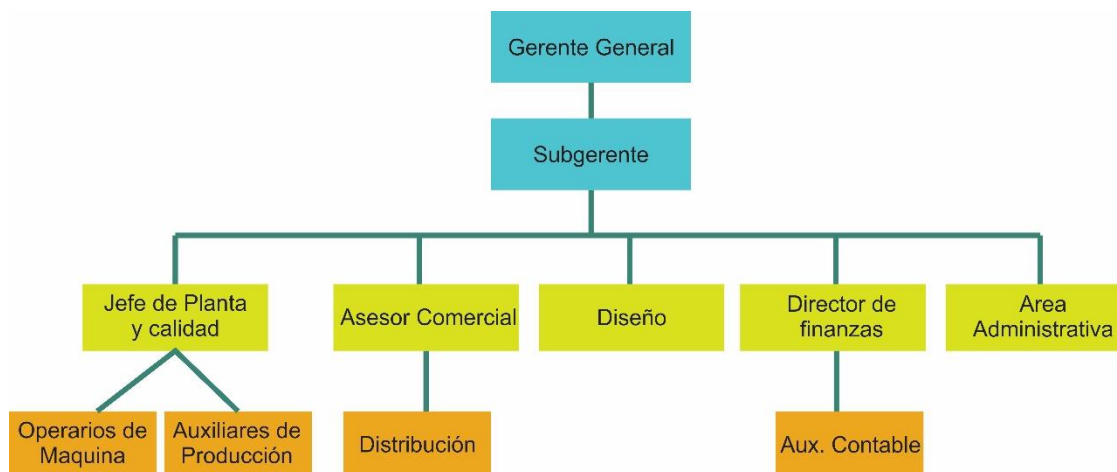 Gerente General
Subgerente
Jefe de Planta
y calidad
Asesor Comercial
Diseño
Director de
finanzas
Area
Administrativa
Operarios de
Maquina
Auxiliares de
Producción
Distribución
Aux. Contable